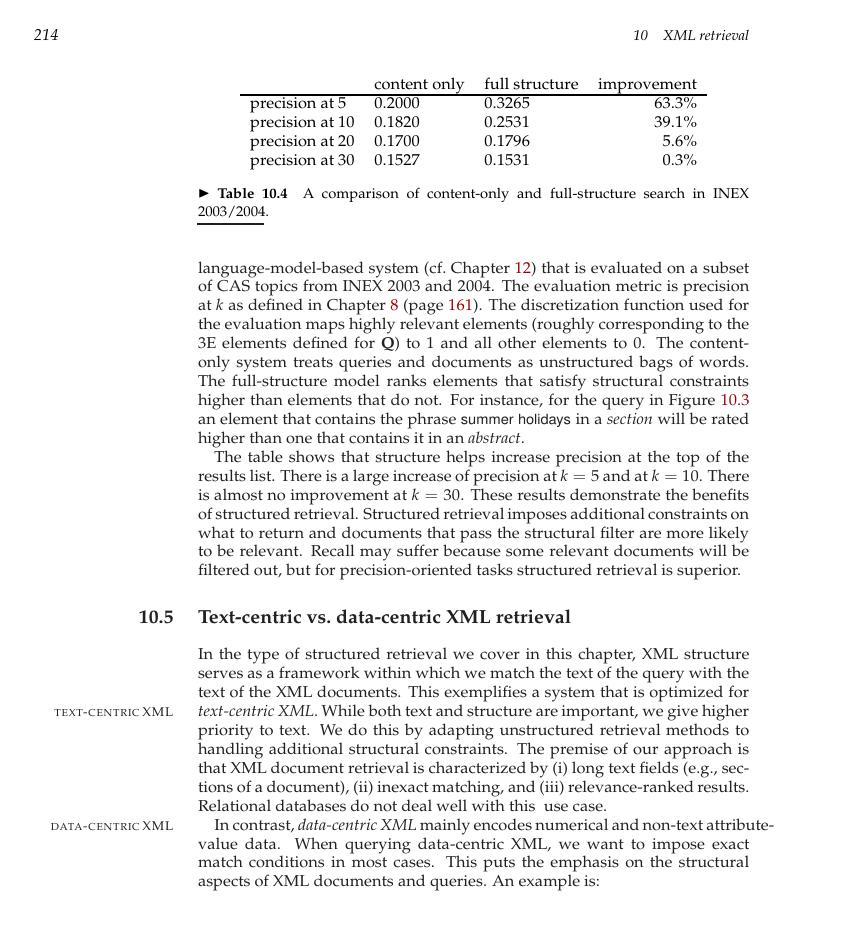 214
10 XML retrieval
content only full structure improvement
precision at 5 0.2000 0.3265 63.3%
precision at 10 0.1820 0.2531 39.1%
precision at 20 0.1700 0.1796 5.6%
precision at 30 0.1527 0.1531 0.3%
▶ Table 10.4 A comparison of content-only and full-structure search in INEX
2003/2004.
language-model-based system (cf. Chapter 12) that is evaluated on a subset
of CAS topics from INEX 2003 and 2004. The evaluation metric is precision
at k as defined in Chapter 8 (page 161). The discretization function used for
the evaluation maps highly relevant elements (roughly corresponding to the
3E elements defined for Q) to 1 and all other elements to 0. The content-
only system treats queries and documents as unstructured bags of words.
The full-structure model ranks elements that satisfy structural constraints
higher than elements that do not. For instance, for the query in Figure 10.3
an element that contains the phrase summer holidays in a section will be rated
higher than one that contains it in an abstract.
The table shows that structure helps increase precision at the top of the
results list. There is a large increase of precision at k = 5 and at k = 10. There
is almost no improvement at k = 30. These results demonstrate the benefits
of structured retrieval. Structured retrieval imposes additional constraints on
what to return and documents that pass the structural filter are more likely
to be relevant. Recall may suffer because some relevant documents will be
filtered out, but for precision-oriented tasks structured retrieval is superior.
10.5 Text-centric vs. data-centric XML retrieval
In the type of structured retrieval we cover in this chapter, XML structure
serves as a framework within which we match the text of the query with the
text of the XML documents. This exemplifies a system that is optimized for
TEXT-CENTRIC XML text-centric XML. While both text and structure are important, we give higher
priority to text. We do this by adapting unstructured retrieval methods to
handling additional structural constraints. The premise of our approach is
that XML document retrieval is characterized by (i) long text fields (e.g., sec-
tions of a document), (ii) inexact matching, and (iii) relevance-ranked results.
Relational databases do not deal well with this use case.
DATA-CENTRIC XML In contrast, data-centric XML mainly encodes numerical and non-text attribute-
value data. When querying data-centric XML, we want to impose exact
match conditions in most cases. This puts the emphasis on the structural
aspects of XML documents and queries. An example is: